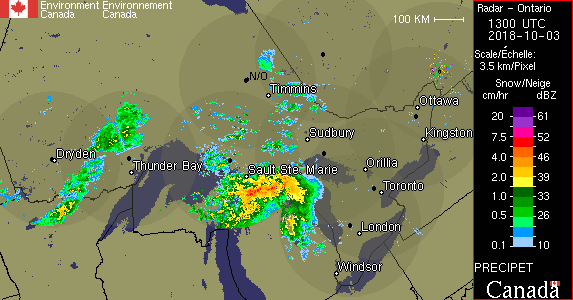 Environment Environnement
Canada Canada
100 KM
N/O
Timmins
Ottawa
Sudbury
Kingston
Dryden
Thunder Bay
Sault Ste. Marie
Orillia
Toronto
London
Windsor
Radar - Ontario
1300 UTC
2018-10-03
Scale/Échelle:
3.5 km/Pixel
Snow/Neige
cm/hr dBZ
20 61
7.5 52
4.0 46
2.0 39
1.0 33
0.5 26
0.1 10
PRECIPET
Canada